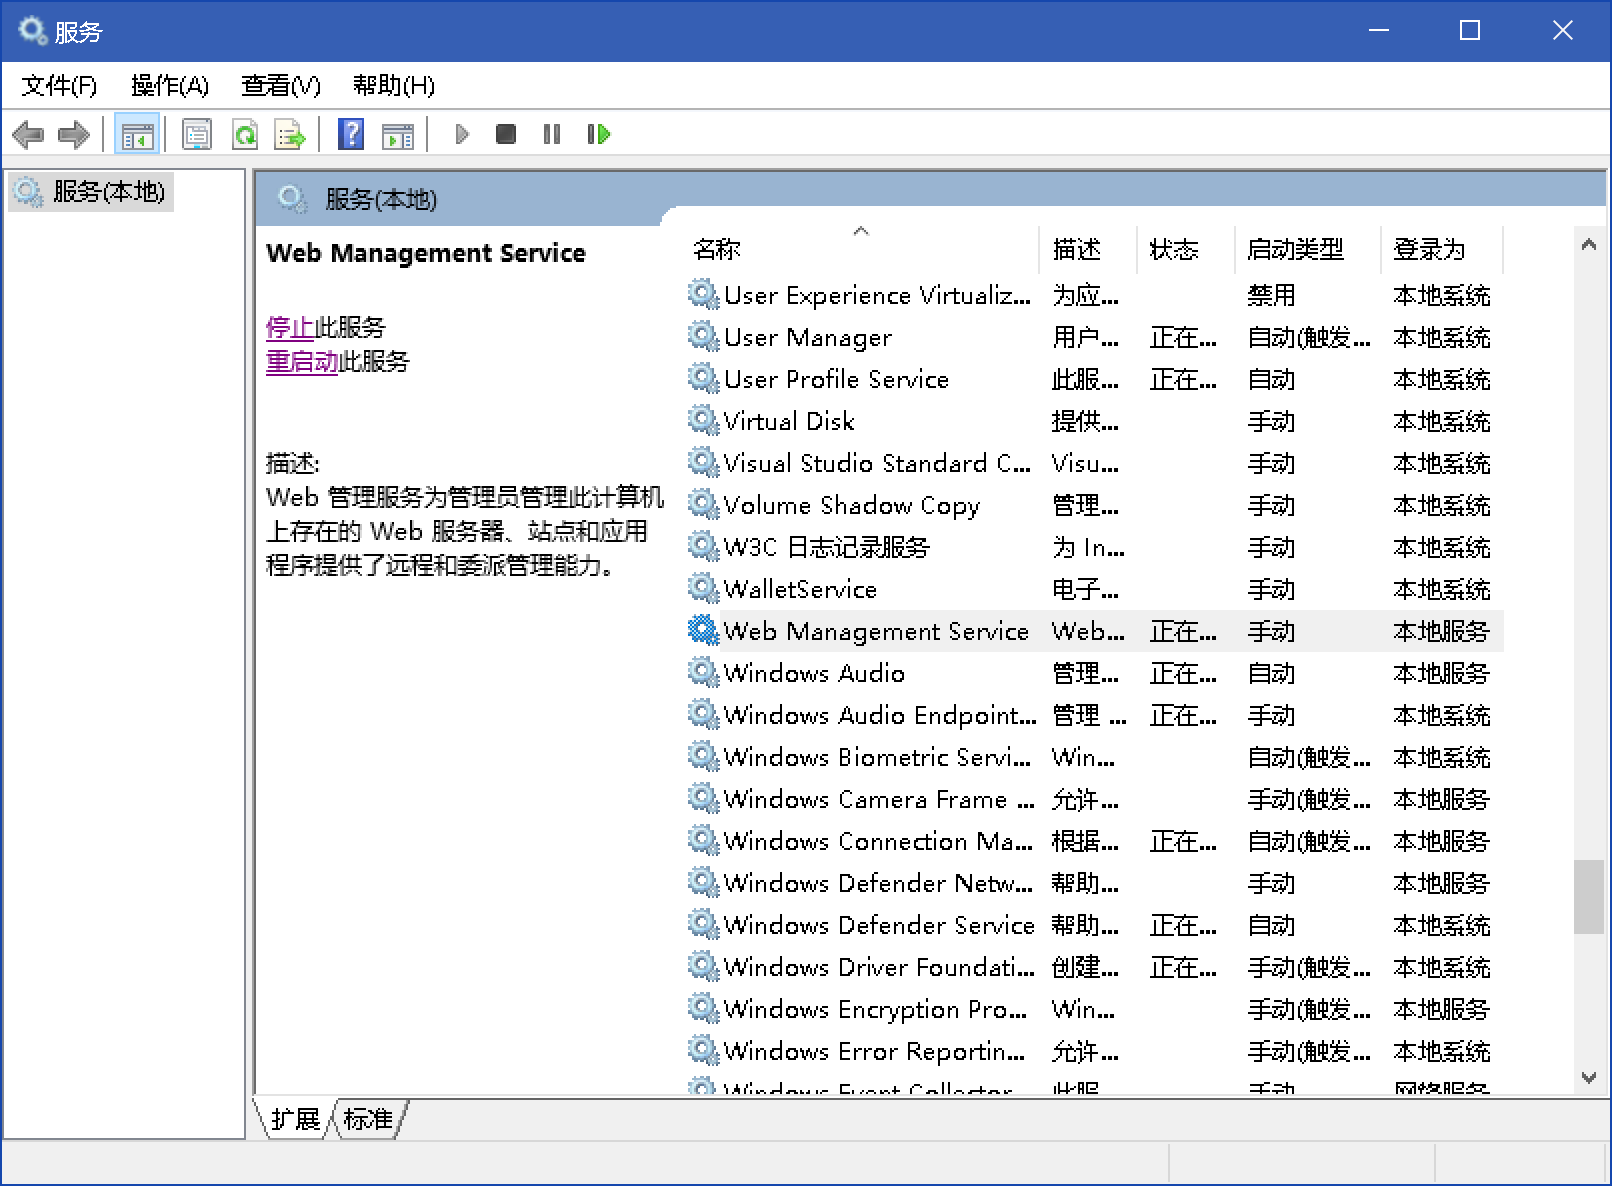 服务
文件(F) 操作(A) 查看(V) 帮助(H)
服务(本地)
服务(本地)
Web Management Service
停止此服务
重启动此服务
描述:
Web 管理服务为管理员管理此计算机
上存在的 Web 服务器、站点和应用
程序提供了远程和委派管理能力。
名称 描述 状态 启动类型 登录为
User Experience Virtualiz... 为应... 禁用 本地系统
User Manager 用户... 正在... 自动(触发... 本地系统
User Profile Service 此服... 正在... 自动 本地系统
Virtual Disk 提供... 手动 本地系统
Visual Studio Standard C... Visu... 手动 本地系统
Volume Shadow Copy 管理... 手动 本地系统
W3C 日志记录服务 为 In... 手动 本地系统
WalletService 电子... 手动 本地系统
Web Management Service Web... 正在... 手动 本地服务
Windows Audio 管理... 正在... 自动 本地服务
Windows Audio Endpoint... 管理 ... 正在... 手动 本地系统
Windows Biometric Servi... Win... 自动(触发... 本地系统
Windows Camera Frame ... 允许... 手动(触发... 本地服务
Windows Connection Ma... 根据... 正在... 自动(触发... 本地服务
Windows Defender Netw... 帮助... 手动 本地服务
Windows Defender Service 帮助... 正在... 自动 本地系统
Windows Driver Foundati... 创建... 正在... 手动(触发... 本地系统
Windows Encryption Pro... Win... 手动(触发... 本地服务
Windows Error Reportin... 允许... 手动(触发... 本地系统
Windows Event Collector 此服... 手动 网络服务
扩展 标准